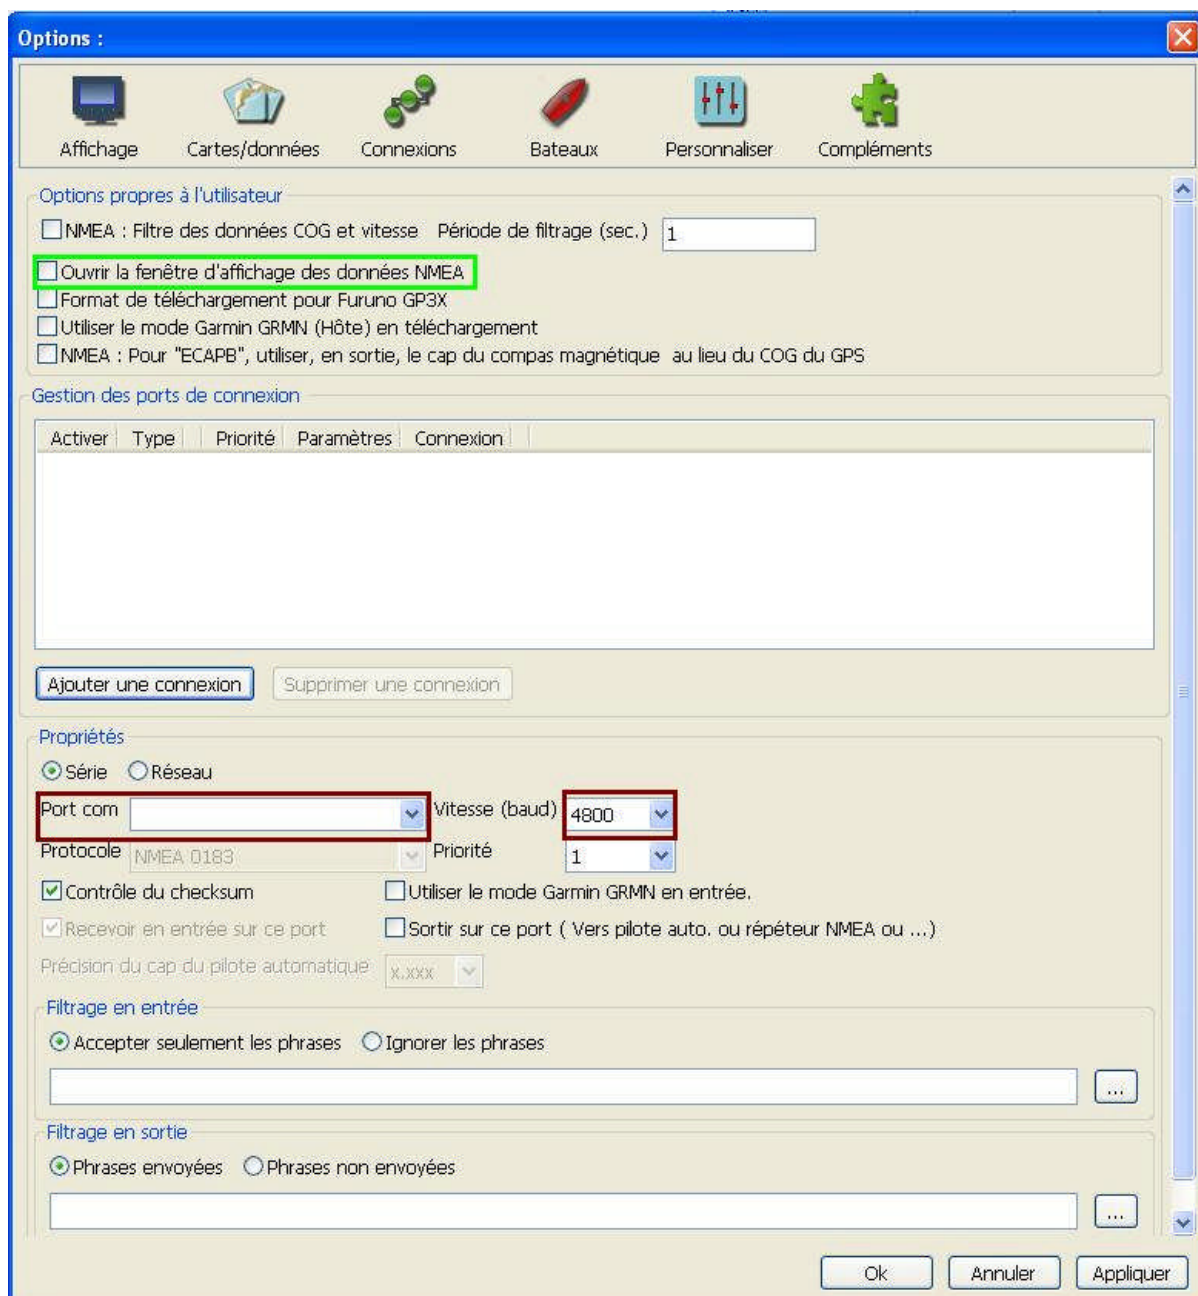 Options :
Affichage Cartes/données Connexions Bateaux Personnaliser Compléments
Options propres à l'utilisateur
NMEA : Filtre des données COG et vitesse Période de filtrage (sec.) 1
Ouvrir la fenêtre d'affichage des données NMEA
Format de téléchargement pour Furuno GP3X
Utiliser le mode Garmin GRMN (Hôte) en téléchargement
NMEA : Pour "ECAPB", utiliser, en sortie, le cap du compas magnétique au lieu du COG du GPS
Gestion des ports de connexion
Activer Type Priorité Paramètres Connexion
Ajouter une connexion Supprimer une connexion
Propriétés
Série Réseau
Port com Vitesse (baud) 4800
Protocole NMEA 0183 Priorité 1
Contrôle du checksum Utiliser le mode Garmin GRMN en entrée.
Recevoir en entrée sur ce port Sortir sur ce port ( Vers pilote auto. ou répéteur NMEA ou ...)
Précision du cap du pilote automatique x.xxx
Filtrage en entrée
Accepter seulement les phrases Ignorer les phrases
...
Filtrage en sortie
Phrases envoyées Phrases non envoyées
...
Ok Annuler Appliquer